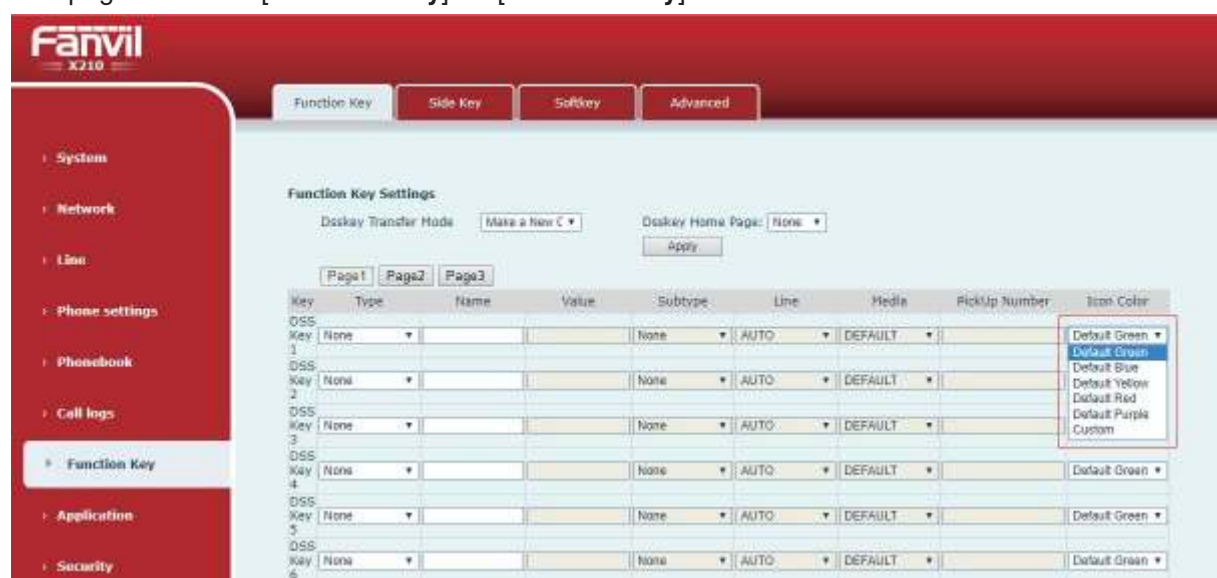 Fanvil
X210
Function Key Side Key Softkey Advanced
System
Network
Line
Phone settings
Phonebook
Call logs
Function Key
Application
Security
Function Key Settings
Dsskey Transfer Mode Make a New C Dsskey Home Page: None
Apply
Page1 Page2 Page3
Key Type Name Value Subtype Line Media PickUp Number Icon Color
DSS Key 1 None None AUTO DEFAULT Default Green
Default Green
Default Blue
Default Yellow
Default Red
Default Purple
Custom
DSS Key 2 None None AUTO DEFAULT
DSS Key 3 None None AUTO DEFAULT
DSS Key 4 None None AUTO DEFAULT Default Green
DSS Key 5 None None AUTO DEFAULT Default Green
DSS Key 6 None None AUTO DEFAULT Default Green